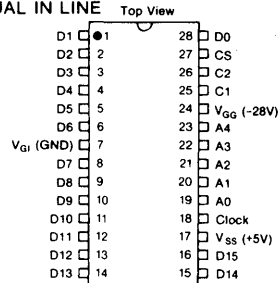 UAL IN LINE Top View
D1 1 28 D0
D2 2 27 CS
D3 3 26 C2
D4 4 25 C1
D5 5 24 VGG (-28V)
D6 6 23 A4
VGI (GND) 7 22 A3
D7 8 21 A2
D8 9 20 A1
D9 10 19 A0
D10 11 18 Clock
D11 12 17 VSS (+5V)
D12 13 16 D15
D13 14 15 D14